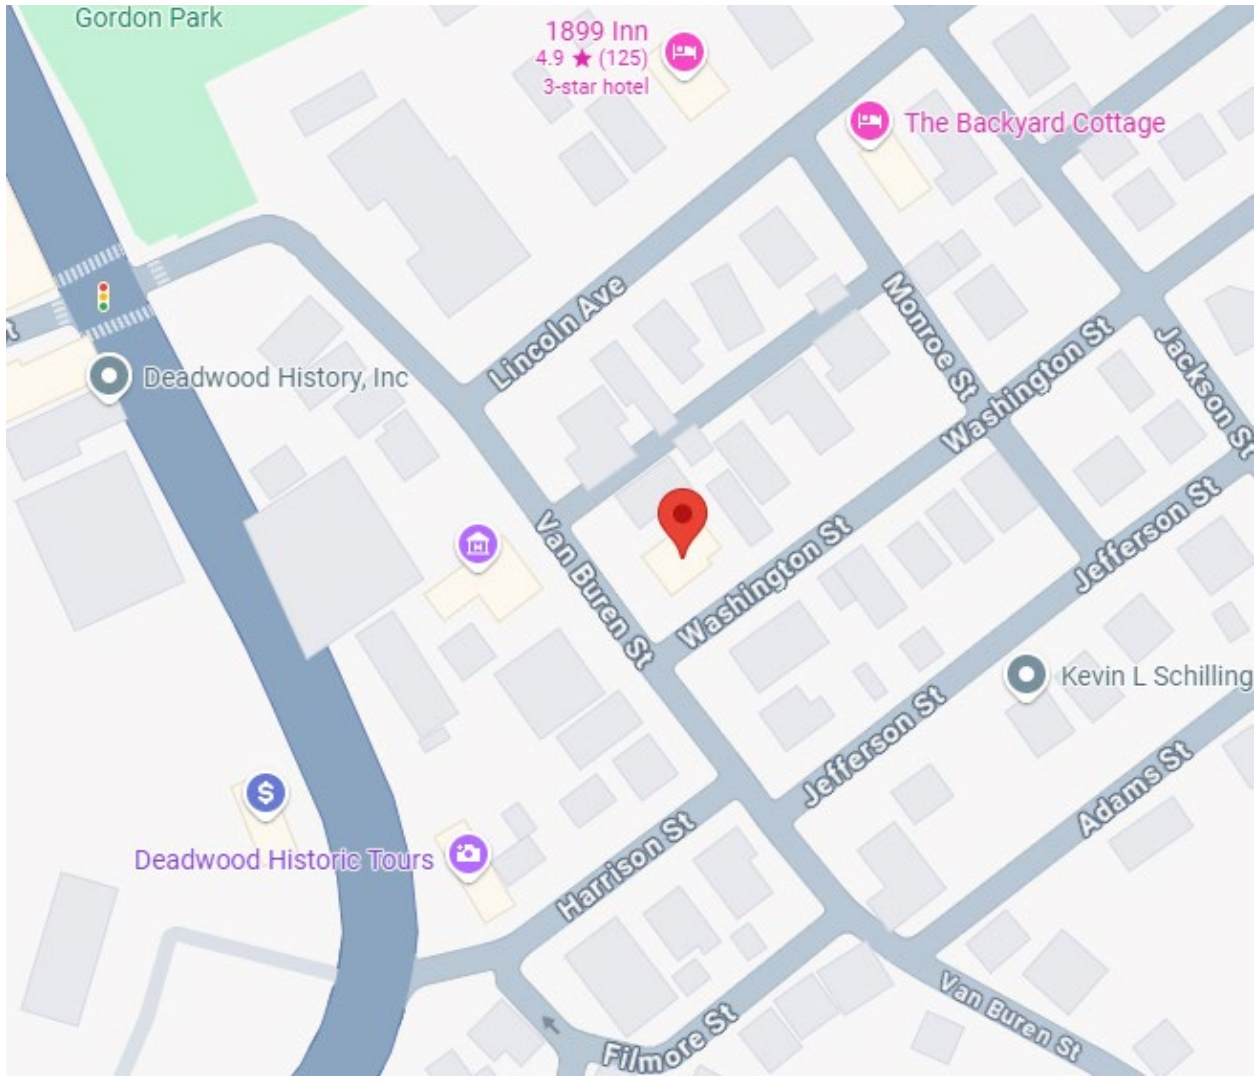 Gordon Park
1899 Inn
4.9 ★ (125)
3-star hotel
The Backyard Cottage
Lincoln Ave
Monroe St
Washington St
Jackson St
Deadwood History, Inc
Van Buren St
Washington St
Jefferson St
Kevin L Schilling
Jefferson St
Adams St
$
Deadwood Historic Tours
Harrison St
Van Buren St
Filmore St